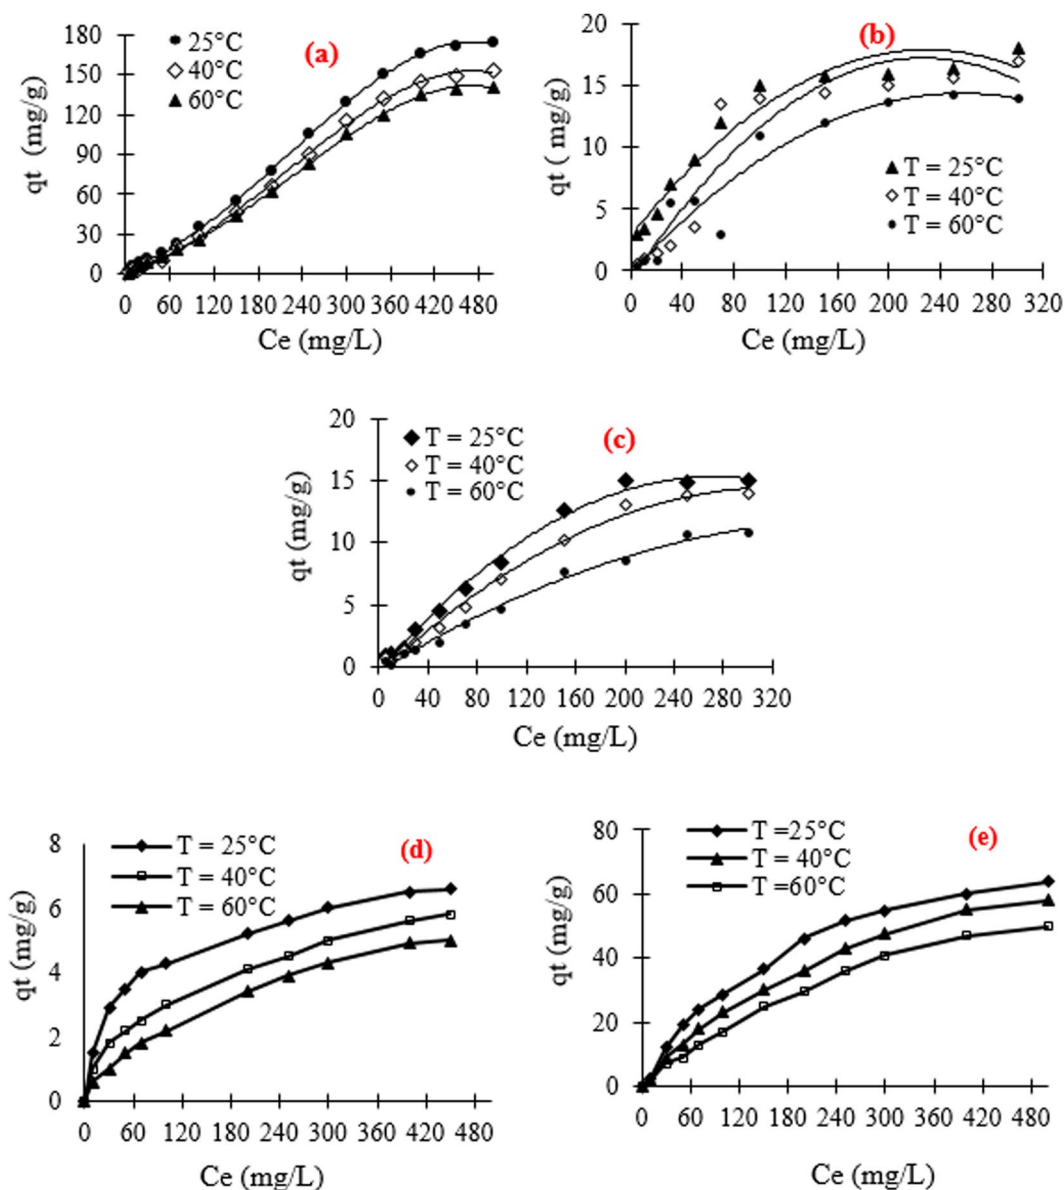 (a)
25°C
40°C
60°C
qt (mg/g)
180
150
120
90
60
30
0
0 60 120 180 240 300 360 420 480
Ce (mg/L)
(b)
T = 25°C
T = 40°C
T = 60°C
qt ( mg/g)
20
15
10
5
0
0 40 80 120 160 200 240 280 320
Ce (mg/L)
(c)
T = 25°C
T = 40°C
T = 60°C
qt (mg/g)
20
15
10
5
0
0 40 80 120 160 200 240 280 320
Ce (mg/L)
(d)
T = 25°C
T = 40°C
T = 60°C
qt (mg/g)
8
6
4
2
0
0 60 120 180 240 300 360 420 480
Ce (mg/L)
(e)
T =25°C
T = 40°C
T =60°C
qt (mg/g)
80
60
40
20
0
0 60 120 180 240 300 360 420 480
Ce (mg/L)